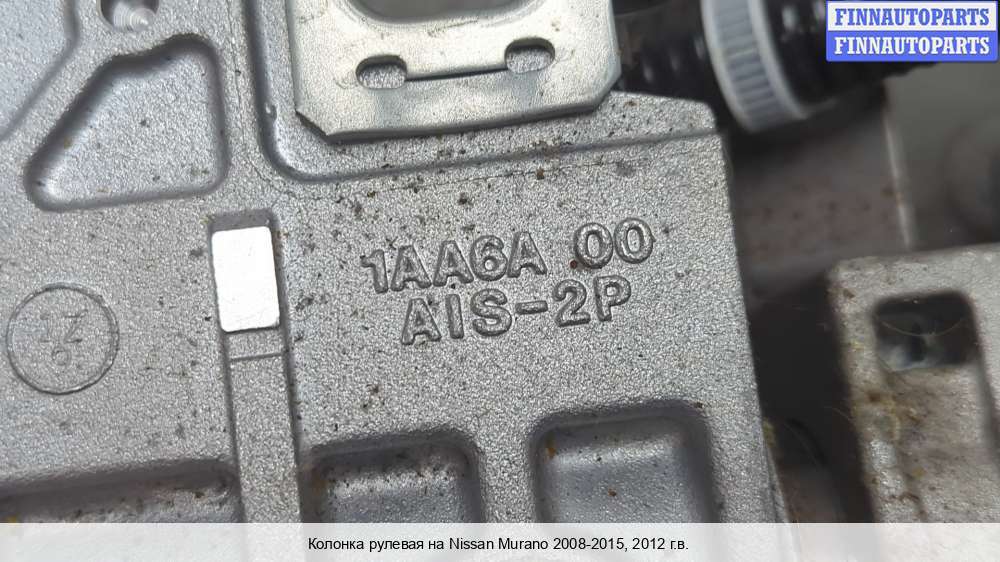 FINNAUTOPARTS
FINNAUTOPARTS
1AA6A 00
AIS-2P
Колонка рулевая на Nissan Murano 2008-2015, 2012 г.в.